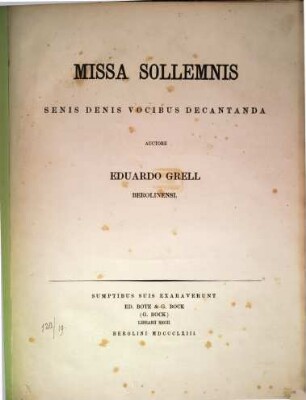 MISSA SOLLEMNIS
SENIS DENIS VOCIBUS DECANTANDA
AUCTORE
EDUARDO GRELL
BEROLINENSI.
SUMPTIBUS SUIS EXARAVERUNT
ED. BOTE & G. BOCK
(G. BOCK)
LIBRARII REGII
BEROLINI MDCCCLXIII